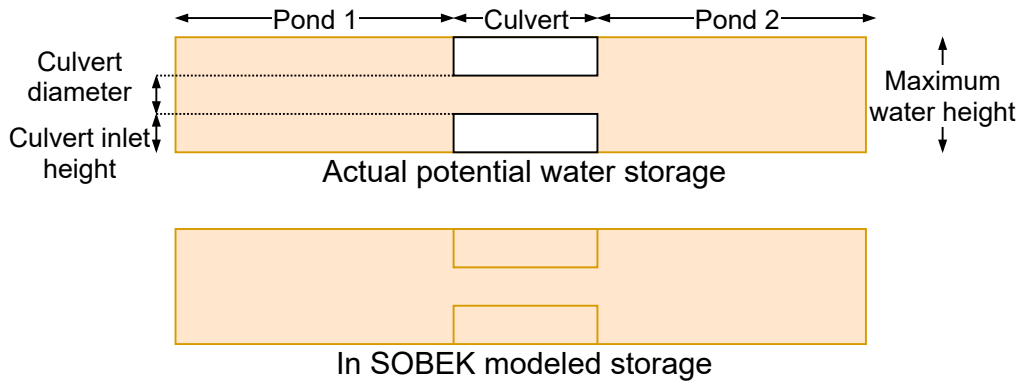 Pond 1
Culvert
Pond 2
Culvert
diameter
Culvert inlet
height
Maximum
water height
Actual potential water storage
In SOBEK modeled storage